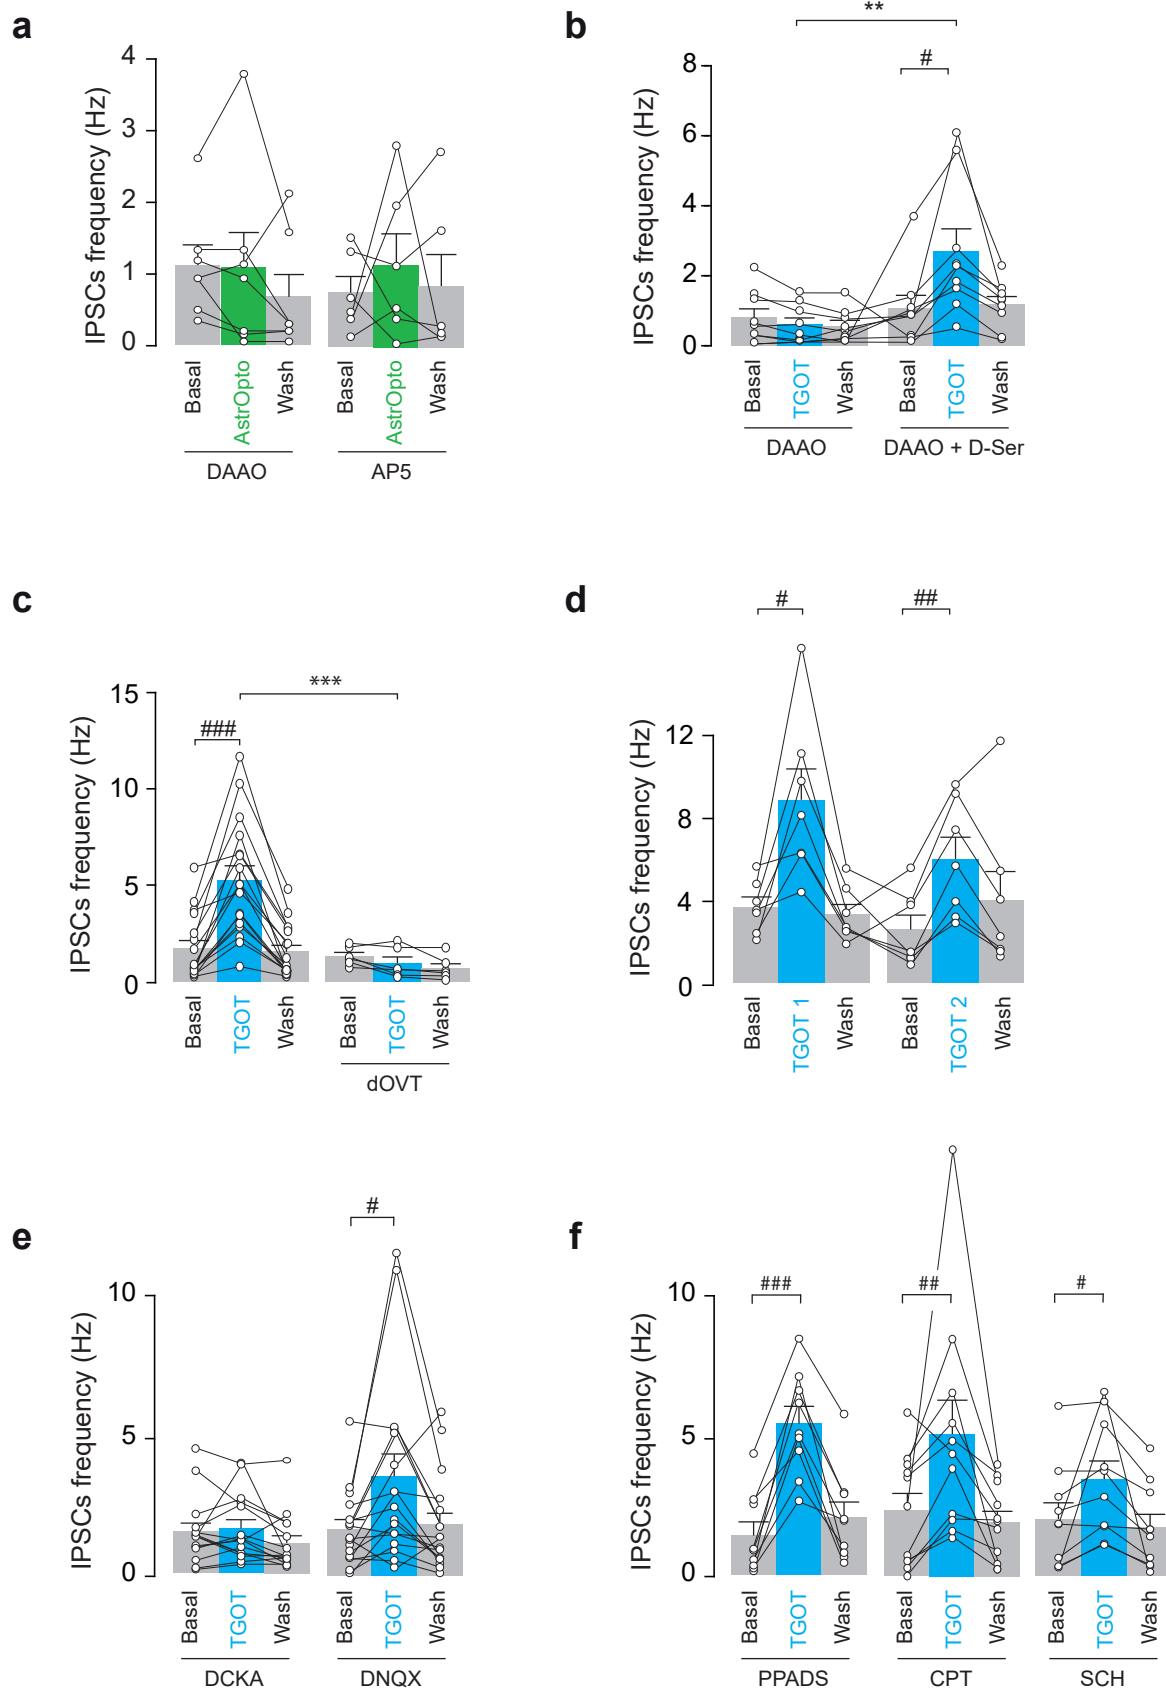 a
IPSCs frequency (Hz)
4
3
2
1
0
Basal
AstrOpto
Wash
Basal
AstrOpto
Wash
DAAO
AP5
b
IPSCs frequency (Hz)
**
#
8
6
4
2
0
Basal
TGOT
Wash
Basal
TGOT
Wash
DAAO
DAAO + D-Ser
c
IPSCs frequency (Hz)
***
###
15
10
5
0
Basal
TGOT
Wash
Basal
TGOT
Wash
dOVT
d
IPSCs frequency (Hz)
#
##
12
8
4
0
Basal
TGOT 1
Wash
Basal
TGOT 2
Wash
e
IPSCs frequency (Hz)
#
10
5
0
Basal
TGOT
Wash
Basal
TGOT
Wash
DCKA
DNQX
f
IPSCs frequency (Hz)
###
##
#
10
5
0
Basal
TGOT
Wash
Basal
TGOT
Wash
Basal
TGOT
Wash
PPADS
CPT
SCH